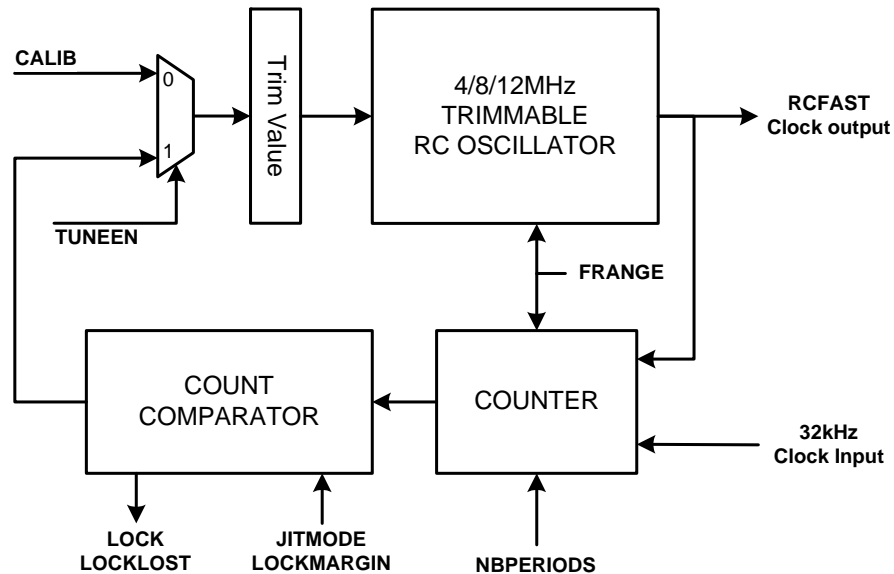 CALIB
0
1
TUNEEN
Trim Value
4/8/12MHz
TRIMMABLE
RC OSCILLATOR
RCFAST
Clock output
FRANGE
COUNT
COMPARATOR
COUNTER
32kHz
Clock Input
LOCK
LOCKLOST
JITMODE
LOCKMARGIN
NBPERIODS